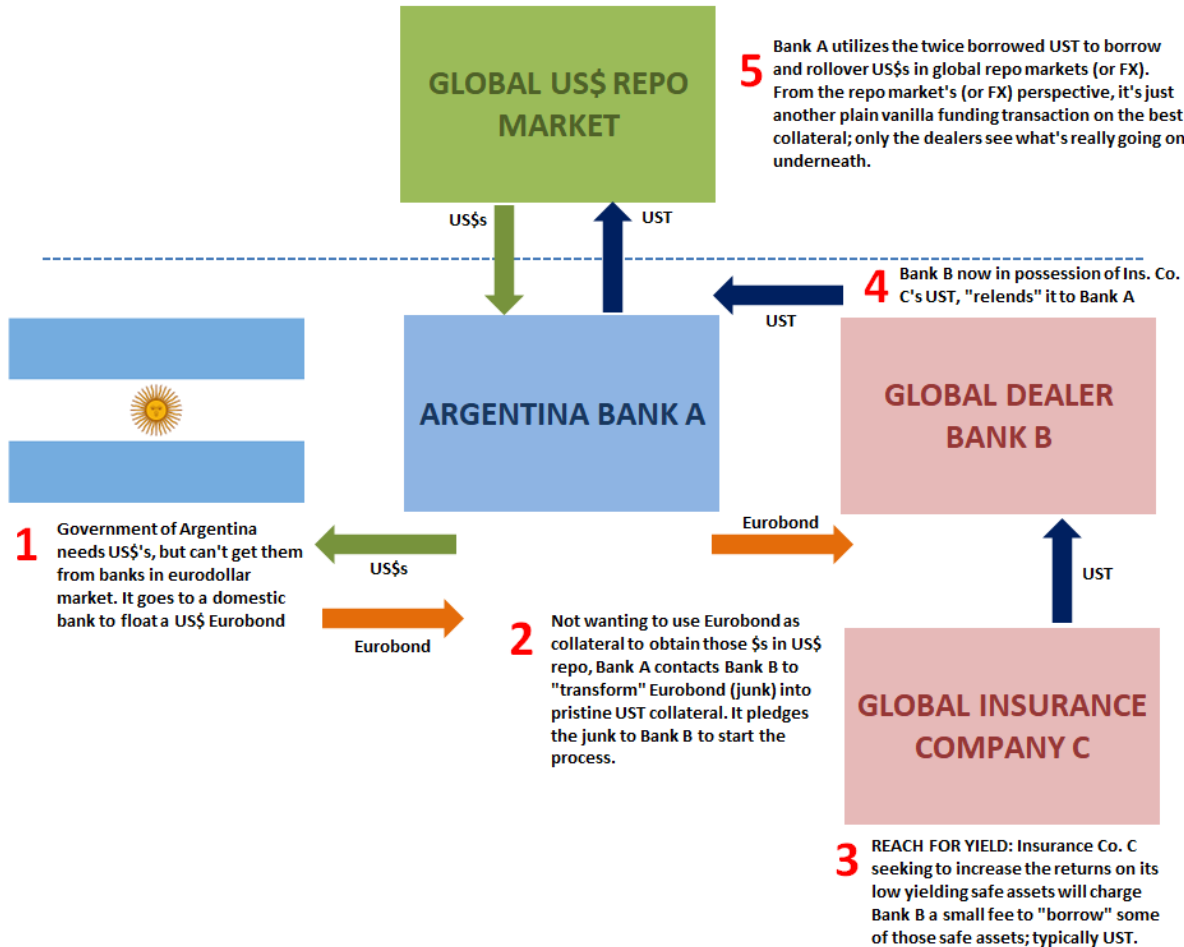 GLOBAL US$ REPO
MARKET
5
Bank A utilizes the twice borrowed UST to borrow
and rollover US$s in global repo markets (or FX).
From the repo market's (or FX) perspective, it's just
another plain vanilla funding transaction on the best
collateral; only the dealers see what's really going on
underneath.
US$s
UST
4
Bank B now in possession of Ins. Co.
C's UST, "relends" it to Bank A
UST
ARGENTINA BANK A
GLOBAL DEALER
BANK B
1
Government of Argentina
needs US$'s, but can't get them
from banks in eurodollar
market. It goes to a domestic
bank to float a US$ Eurobond
US$s
Eurobond
Eurobond
UST
2
Not wanting to use Eurobond as
collateral to obtain those $s in US$
repo, Bank A contacts Bank B to
"transform" Eurobond (junk) into
pristine UST collateral. It pledges
the junk to Bank B to start the
process.
GLOBAL INSURANCE
COMPANY C
3
REACH FOR YIELD: Insurance Co. C
seeking to increase the returns on its
low yielding safe assets will charge
Bank B a small fee to "borrow" some
of those safe assets; typically UST.